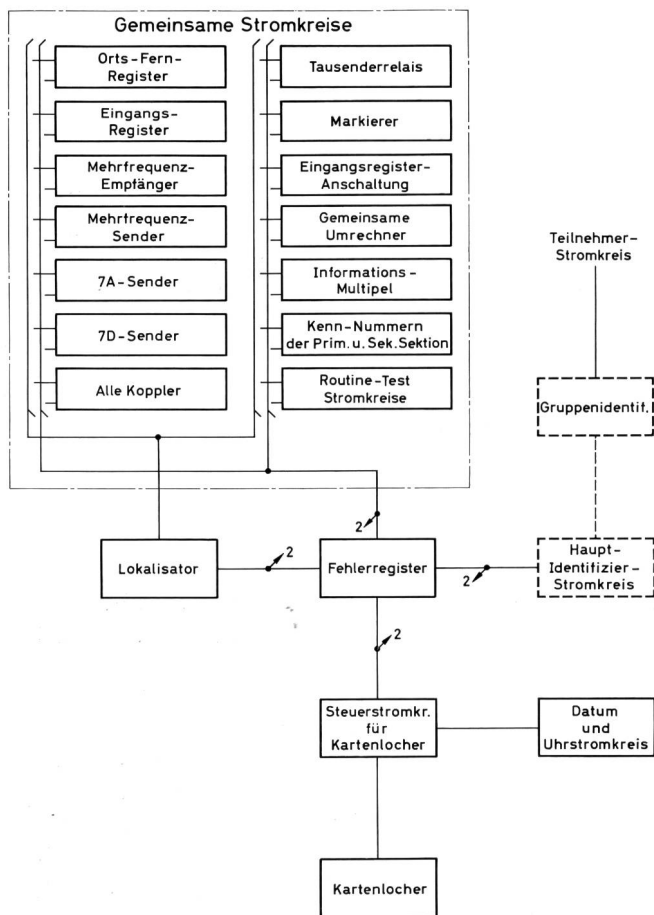 Gemeinsame Stromkreise
Orts-Fern-
Register
Eingangs-
Register
Mehrfrequenz-
Empfänger
Mehrfrequenz-
Sender
7A-Sender
7D-Sender
Alle Koppler
Tausenderrelais
Markierer
Eingangsregister-
Anschaltung
Gemeinsame
Umrechner
Informations-
Multipel
Kenn-Nummern
der Prim. u. Sek. Sektion
Routine-Test
Stromkreise
Teilnehmer-
Stromkreis
Gruppenidentif.
2
Lokalisator
2
Fehlerregister
2
Haupt-
Identifizier-
Stromkreis
2
Steuerstromkr.
für
Kartenlocher
Datum
und
Uhrstromkreis
Kartenlocher